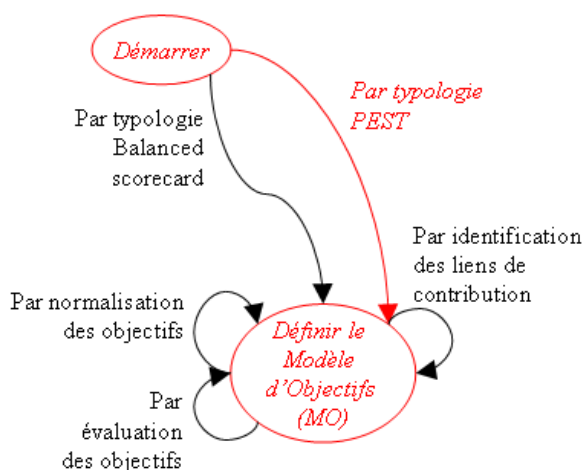 Démarrer
Par typologie
PEST
Par typologie
Balanced
scorecard
Par identification
des liens de
contribution
Par normalisation
des objectifs
Définir le
Modèle
d'Objectifs
(MO)
Par
évaluation
des objectifs